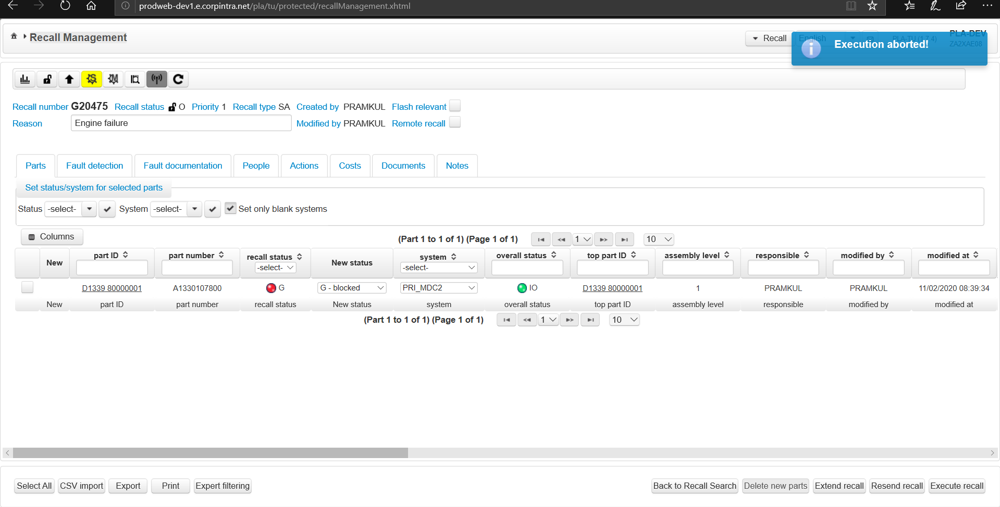 prodweb-dev1.e.corpintra.net/pla/tu/protected/recallManagement.xhtml
Recall Management
Recall English PLA-TU (1.7.4) PLA-DEV
ZA2XAE08
Execution aborted!
Recall number G20475 Recall status O Priority 1 Recall type SA Created by PRAMKUL Flash relevant
Reason Engine failure Modified by PRAMKUL Remote recall
Parts Fault detection Fault documentation People Actions Costs Documents Notes
Set status/system for selected parts
Status -select- System -select- Set only blank systems
Columns (Part 1 to 1 of 1) (Page 1 of 1) 1 10
New part ID part number recall status New status system overall status top part ID assembly level responsible modified by modified at
-select- -select-
D1339 80000001 A1330107800 G G - blocked PRI_MDC2 IO D1339 80000001 1 PRAMKUL PRAMKUL 11/02/2020 08:39:34
New part ID part number recall status New status system overall status top part ID assembly level responsible modified by modified at
(Part 1 to 1 of 1) (Page 1 of 1) 1 10
Select All CSV import Export Print Expert filtering Back to Recall Search Delete new parts Extend recall Resend recall Execute recall